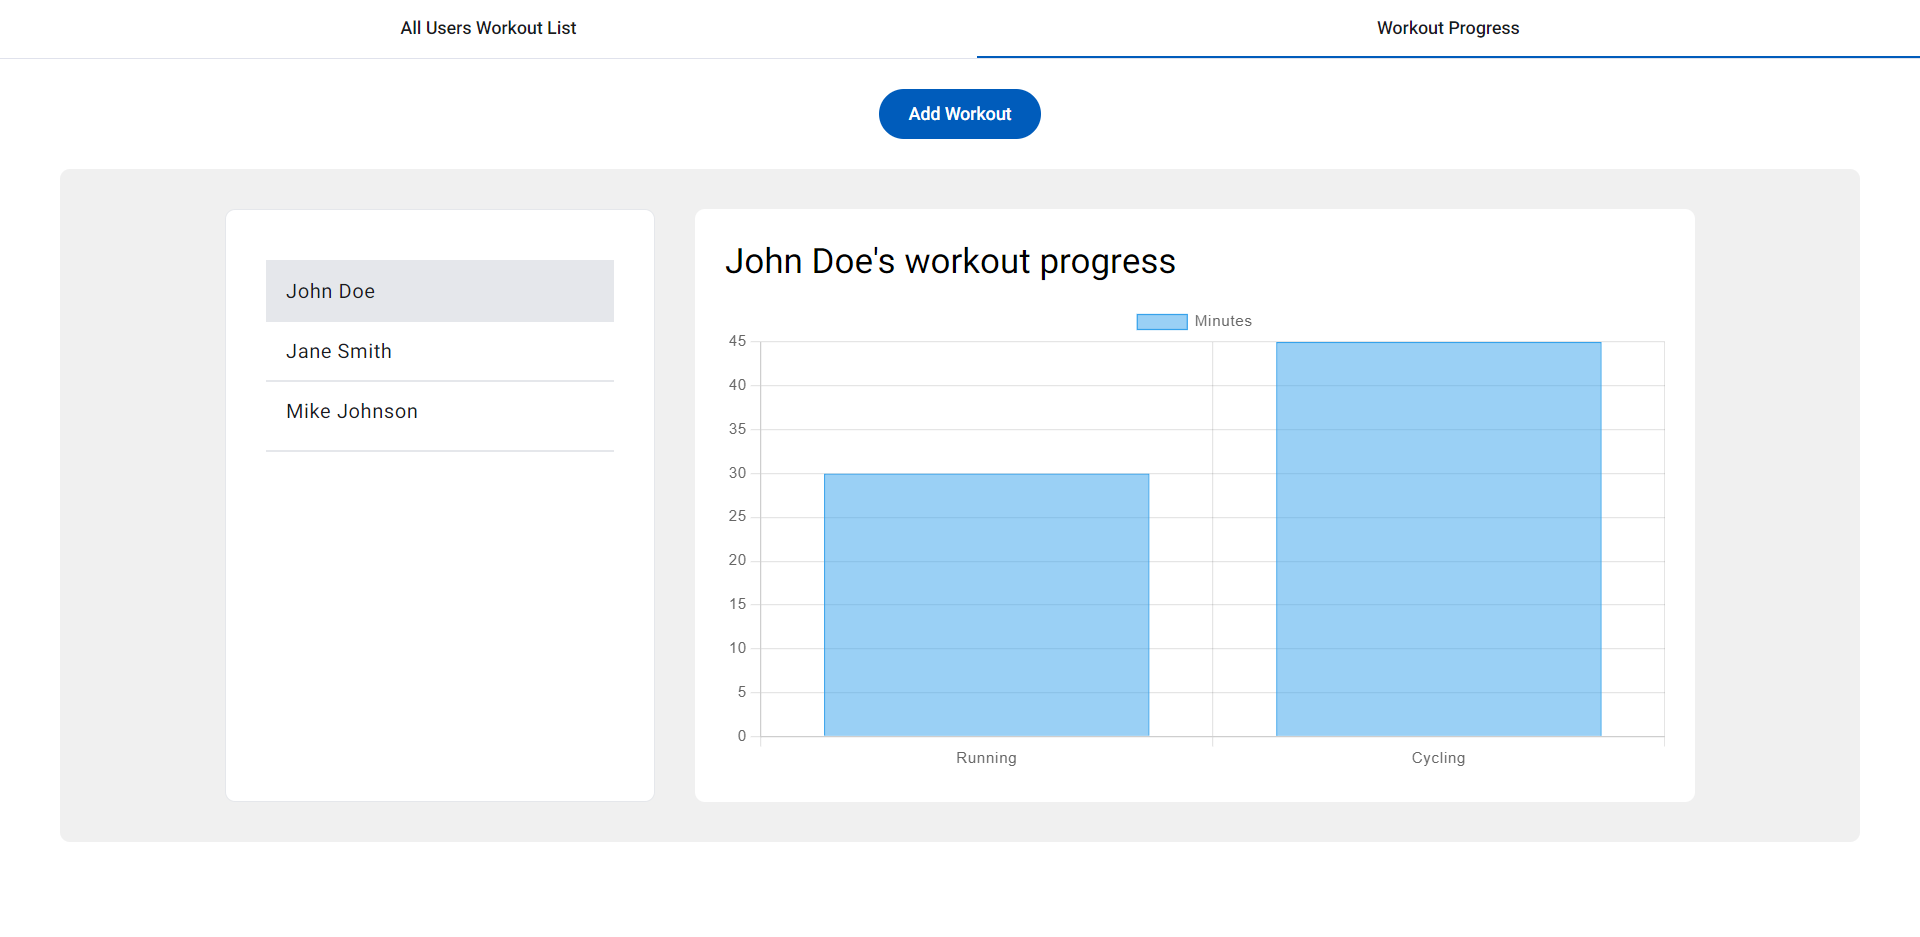 All Users Workout List
Workout Progress
Add Workout
John Doe
Jane Smith
Mike Johnson
John Doe's workout progress
Minutes
45
40
35
30
25
20
15
10
5
0
Running
Cycling